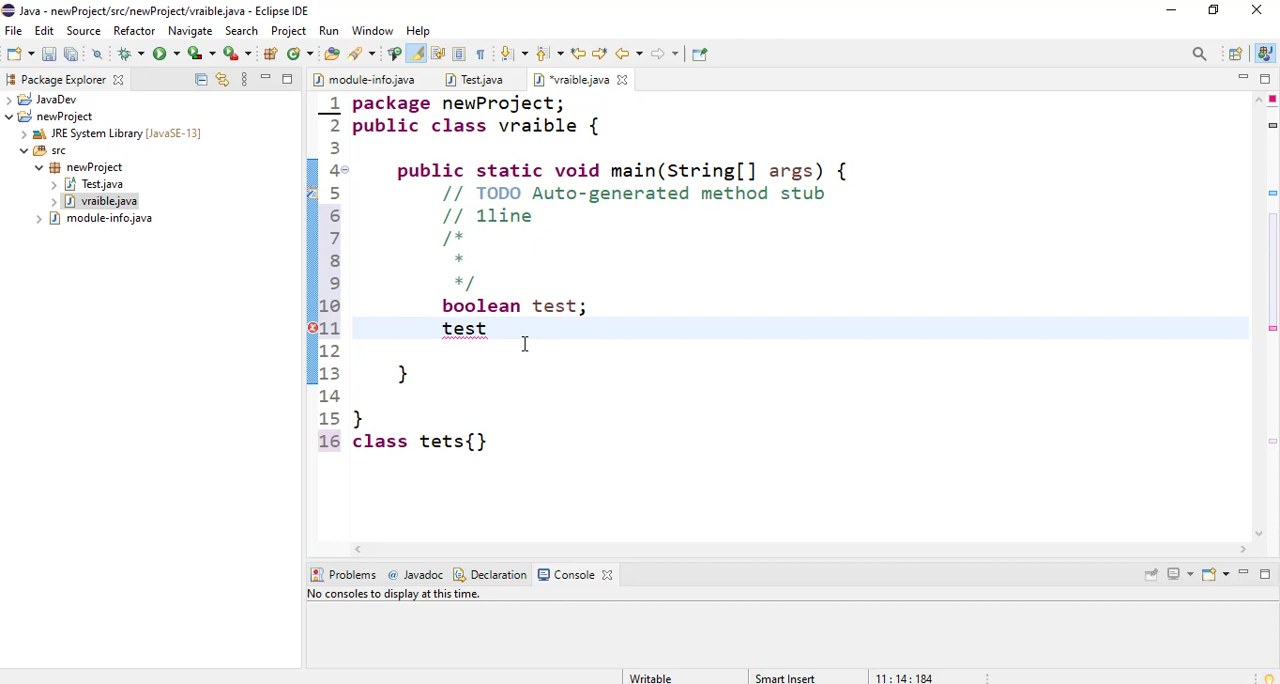 Java - newProject/src/newProject/vraible.java - Eclipse IDE
File Edit Source Refactor Navigate Search Project Run Window Help
Package Explorer
module-info.java Test.java *vraible.java
JavaDev
newProject
JRE System Library [JavaSE-13]
src
newProject
Test.java
vraible.java
module-info.java
1 package newProject;
2 public class vraible {
3
4 public static void main(String[] args) {
5 // TODO Auto-generated method stub
6 // 1line
7 /*
8 *
9 */
10 boolean test;
11 test
12
13 }
14
15 }
16 class tets{}
Problems @ Javadoc Declaration Console
No consoles to display at this time.
Writable Smart Insert 11 : 14 : 184